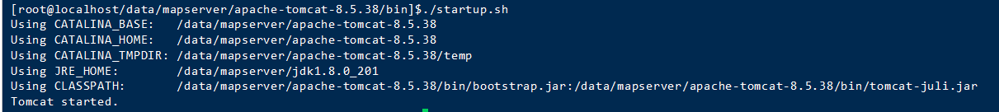 [root@localhost/data/mapserver/apache-tomcat-8.5.38/bin]$./startup.sh
Using CATALINA_BASE:   /data/mapserver/apache-tomcat-8.5.38
Using CATALINA_HOME:   /data/mapserver/apache-tomcat-8.5.38
Using CATALINA_TMPDIR: /data/mapserver/apache-tomcat-8.5.38/temp
Using JRE_HOME:        /data/mapserver/jdk1.8.0_201
Using CLASSPATH:       /data/mapserver/apache-tomcat-8.5.38/bin/bootstrap.jar:/data/mapserver/apache-tomcat-8.5.38/bin/tomcat-juli.jar
Tomcat started.